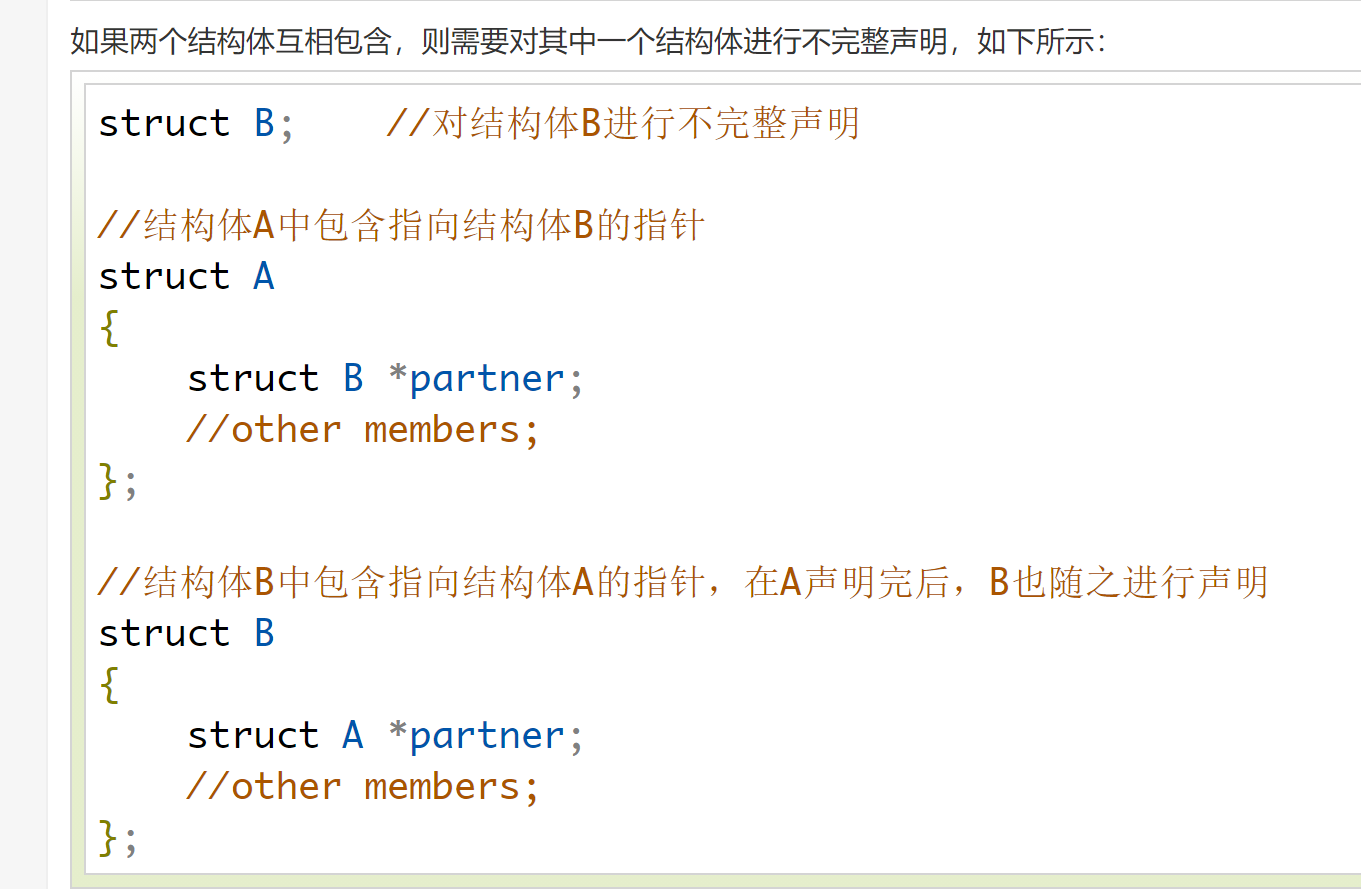 如果两个结构体互相包含，则需要对其中一个结构体进行不完整声明，如下所示：
struct B;    //对结构体B进行不完整声明
//结构体A中包含指向结构体B的指针
struct A
{
    struct B *partner;
    //other members;
};
//结构体B中包含指向结构体A的指针，在A声明完后，B也随之进行声明
struct B
{
    struct A *partner;
    //other members;
};